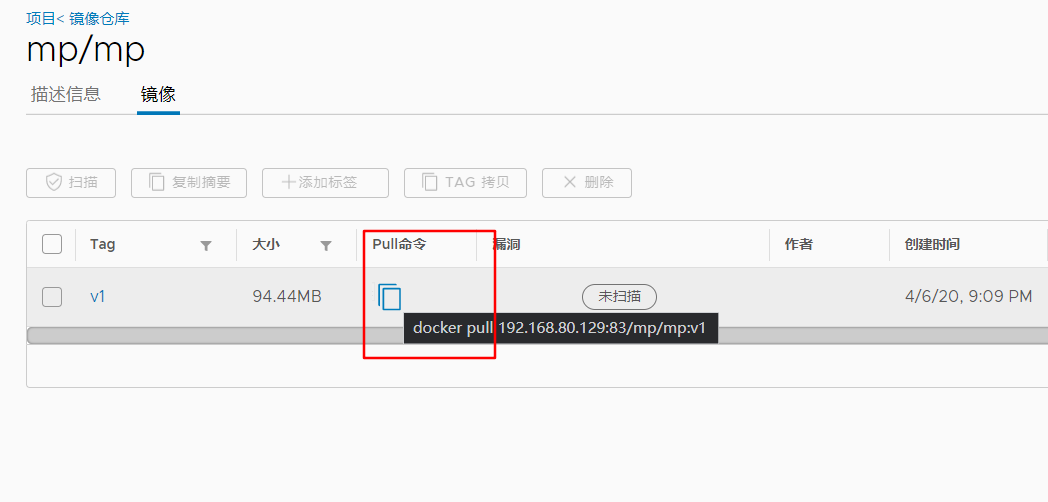 项目< 镜像仓库
mp/mp
描述信息 镜像
扫描 复制摘要 添加标签 TAG 拷贝 删除
Tag 大小 Pull命令 漏洞 作者 创建时间
v1 94.44MB 未扫描 4/6/20, 9:09 PM
docker pull 192.168.80.129:83/mp/mp:v1